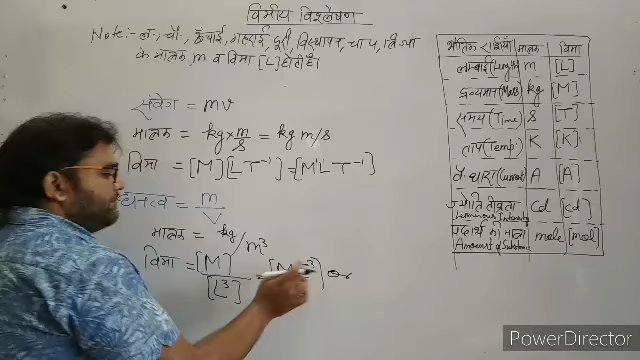 विमीय विश्लेषण
Note:- ल., चौ., ऊँचाई, गहराई, दूरी, विस्थापन, चाप, त्रिज्या
के मात्रक m व विमा [L] होती है।
संवेग = mv
मात्रक = kg × m/s = kg m/s
विमा = [M][LT⁻¹] = [MLT⁻¹]
घनत्व = m/V
मात्रक = kg/m³
विमा = [M]/[L³] =
or
भौतिक राशियाँ मात्रक विमा
लम्बाई (Length) m [L]
द्रव्यमान (Mass) kg [M]
समय (Time) s [T]
ताप (Temp.) K [K]
वै. धारा (Current) A [A]
ज्योति तीव्रता Cd [Cd]
Luminous Intensity
पदार्थ की मात्रा mole [mol]
Amount of Substance
PowerDirector